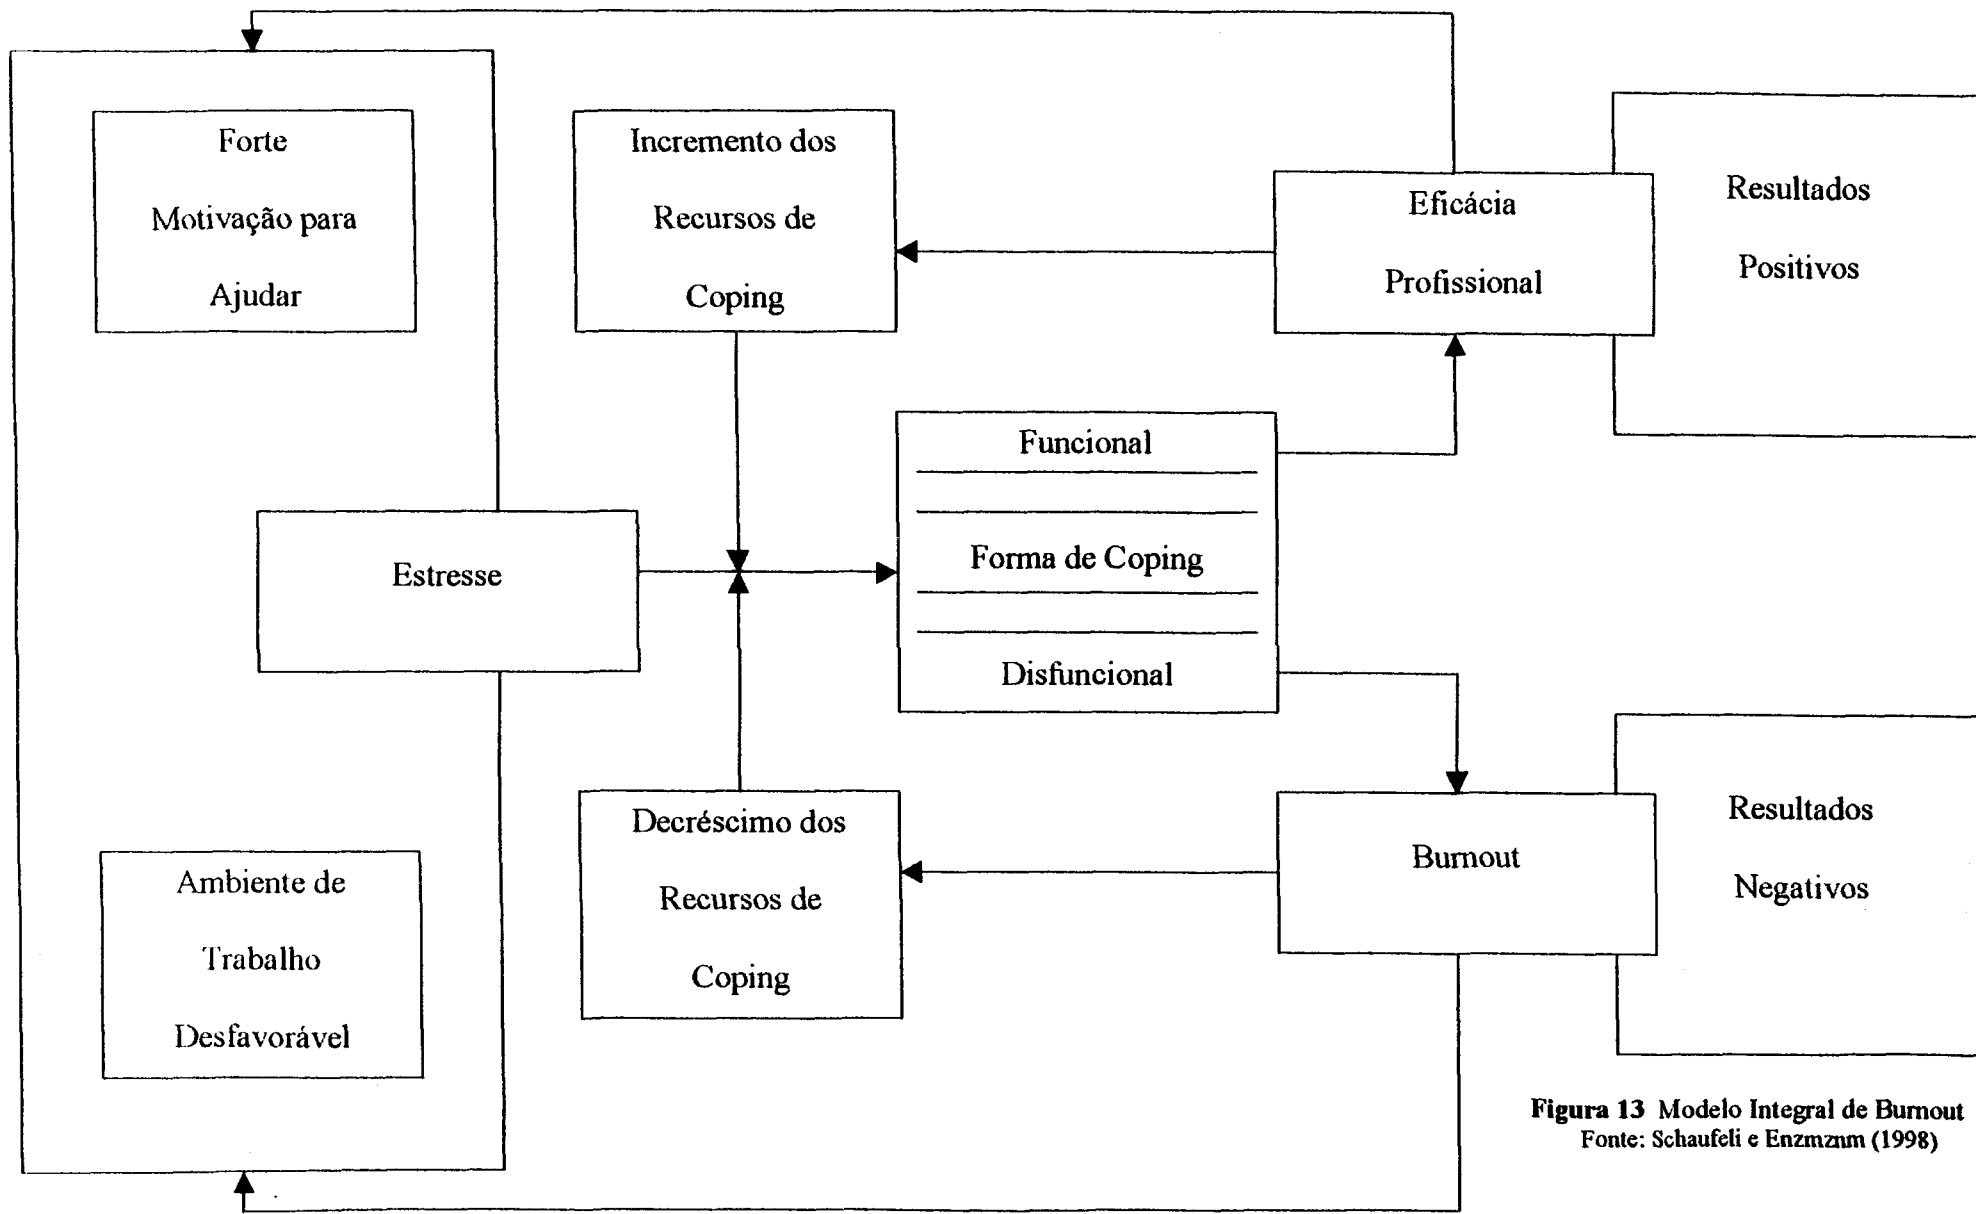 Forte
Motivação para
Ajudar
Incremento dos
Recursos de
Coping
Eficácia
Profissional
Resultados
Positivos
Funcional
Forma de Coping
Disfuncional
Estresse
Decréscimo dos
Recursos de
Coping
Ambiente de
Trabalho
Desfavorável
Burnout
Resultados
Negativos
Figura 13 Modelo Integral de Burnout
Fonte: Schaufeli e Enzmznm (1998)